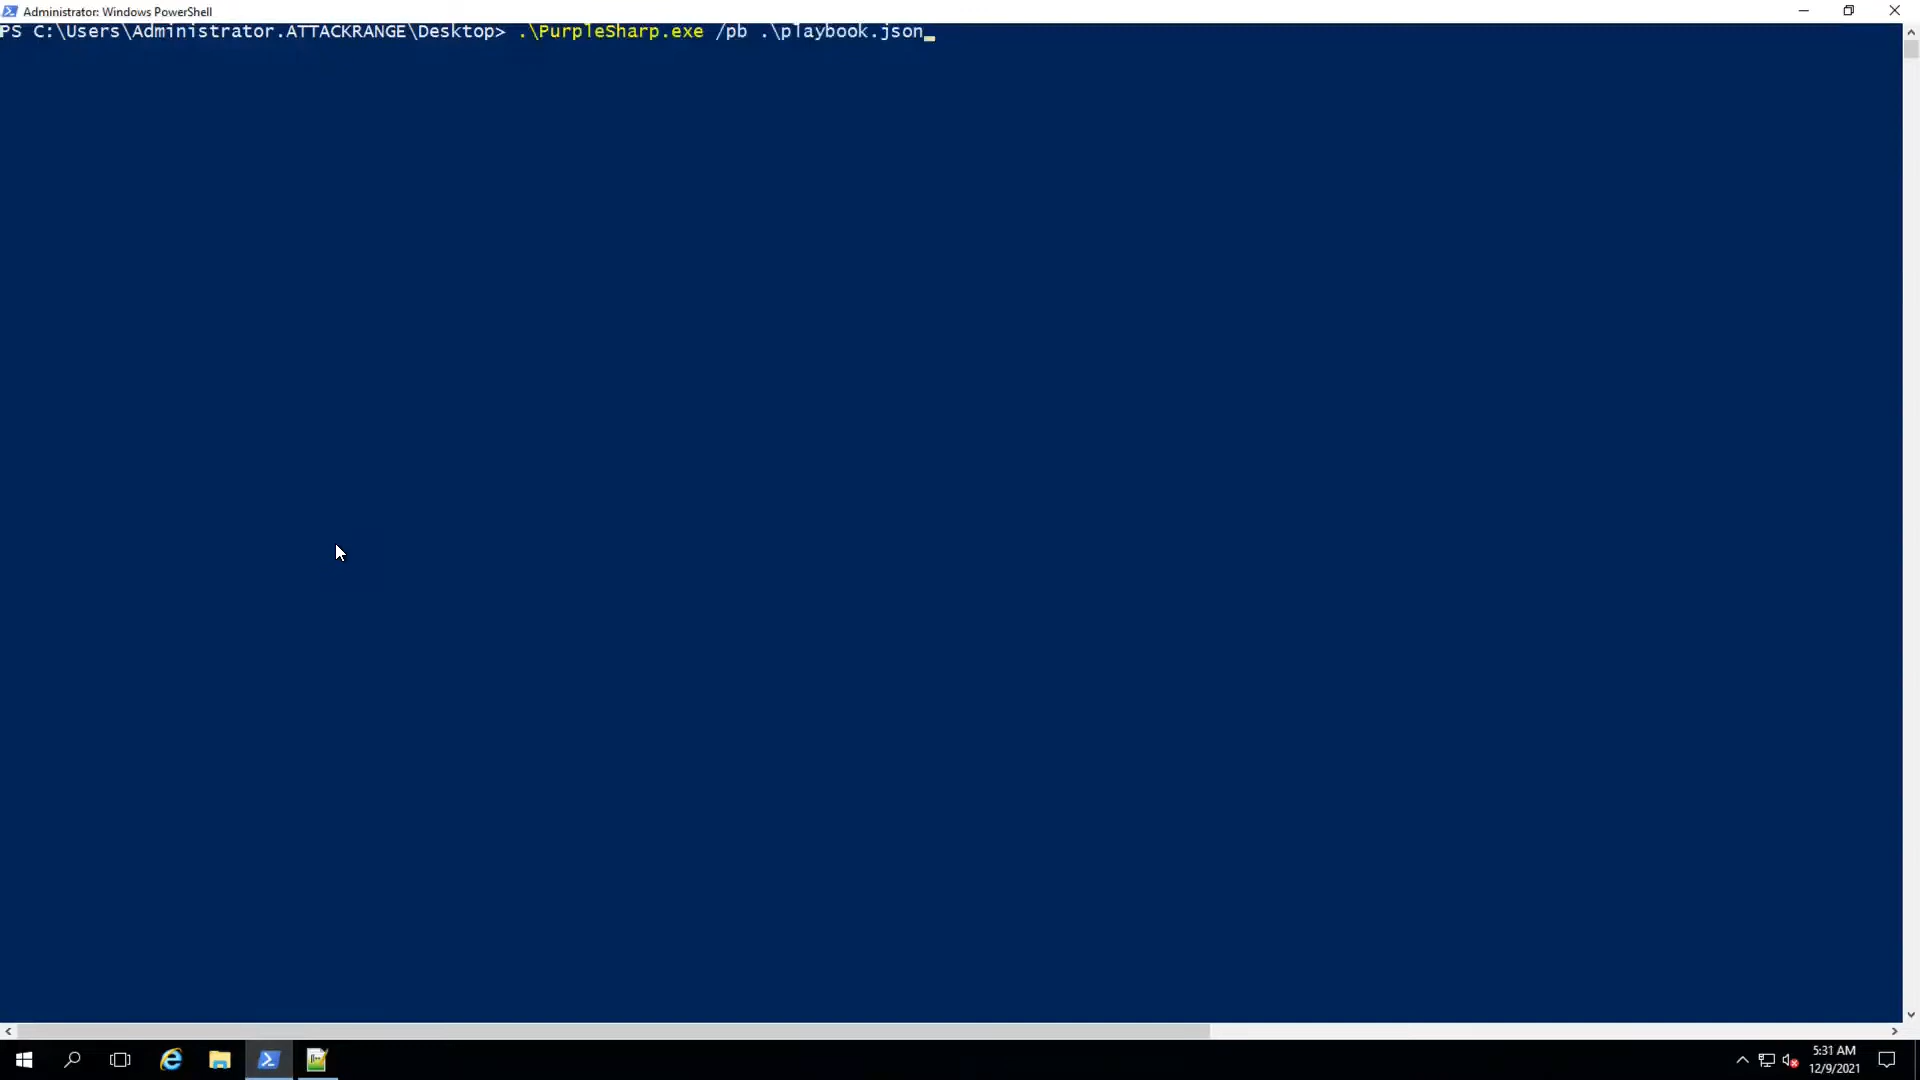 Administrator: Windows PowerShell
PS C:\Users\Administrator.ATTACKRANGE\Desktop> .\PurpleSharp.exe /pb .\playbook.json
5:31 AM
12/9/2021